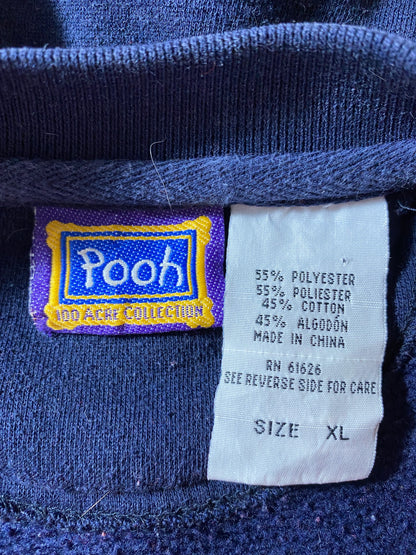 Pooh
100 ACRE COLLECTION
55% POLYESTER
55% POLIESTER
45% COTTON
45% ALGODÓN
MADE IN CHINA
RN 61626
SEE REVERSE SIDE FOR CARE
SIZE XL